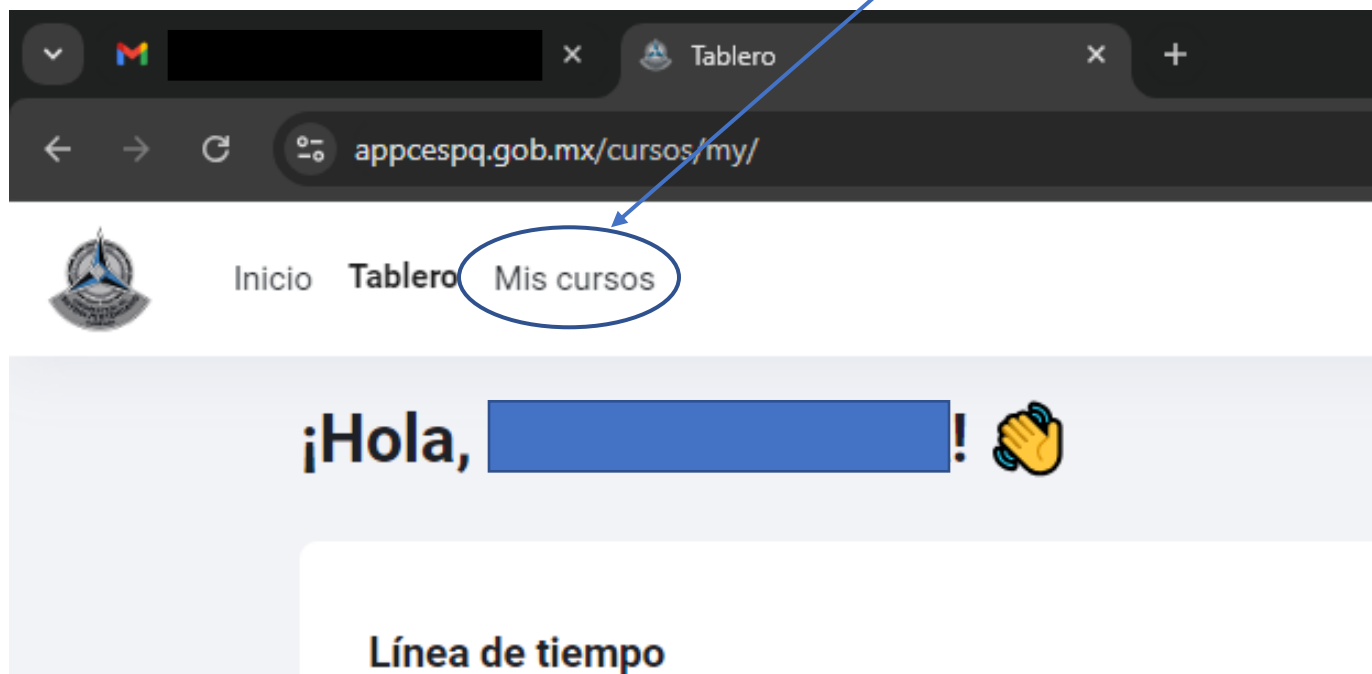 Tablero
appcespq.gob.mx/cursos/my/
Inicio Tablero Mis cursos
¡Hola, !
Línea de tiempo